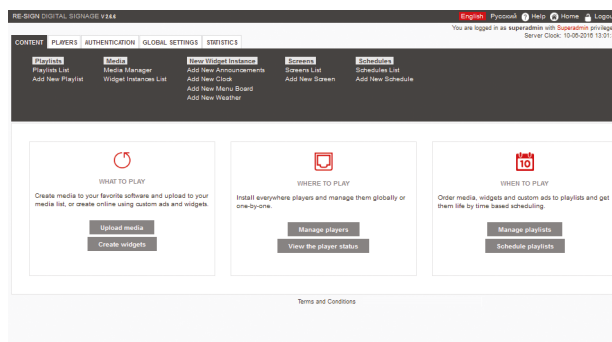 RE-SIGN DIGITAL SIGNAGE V 2.6.6
English Русский Help Home Logou
You are logged in as superadmin with Superadmin privilege
Server Clock: 10-06-2016 13:01:
CONTENT PLAYERS AUTHENTICATION GLOBAL SETTINGS STATISTICS
Playlists Media New Widget Instance Screens Schedules
Playlists List Media Manager Add New Announcements Screens List Schedules List
Add New Playlist Widget Instances List Add New Clock Add New Screen Add New Schedule
Add New Menu Board
Add New Weather
WHAT TO PLAY
Create media to your favorite software and upload to your
media list, or create online using custom ads and widgets.
Upload media
Create widgets
WHERE TO PLAY
Install everywhere players and manage them globally or
one-by-one.
Manage players
View the player status
10
WHEN TO PLAY
Order media, widgets and custom ads to playlists and get
them life by time based scheduling.
Manage playlists
Schedule playlists
Terms and Conditions